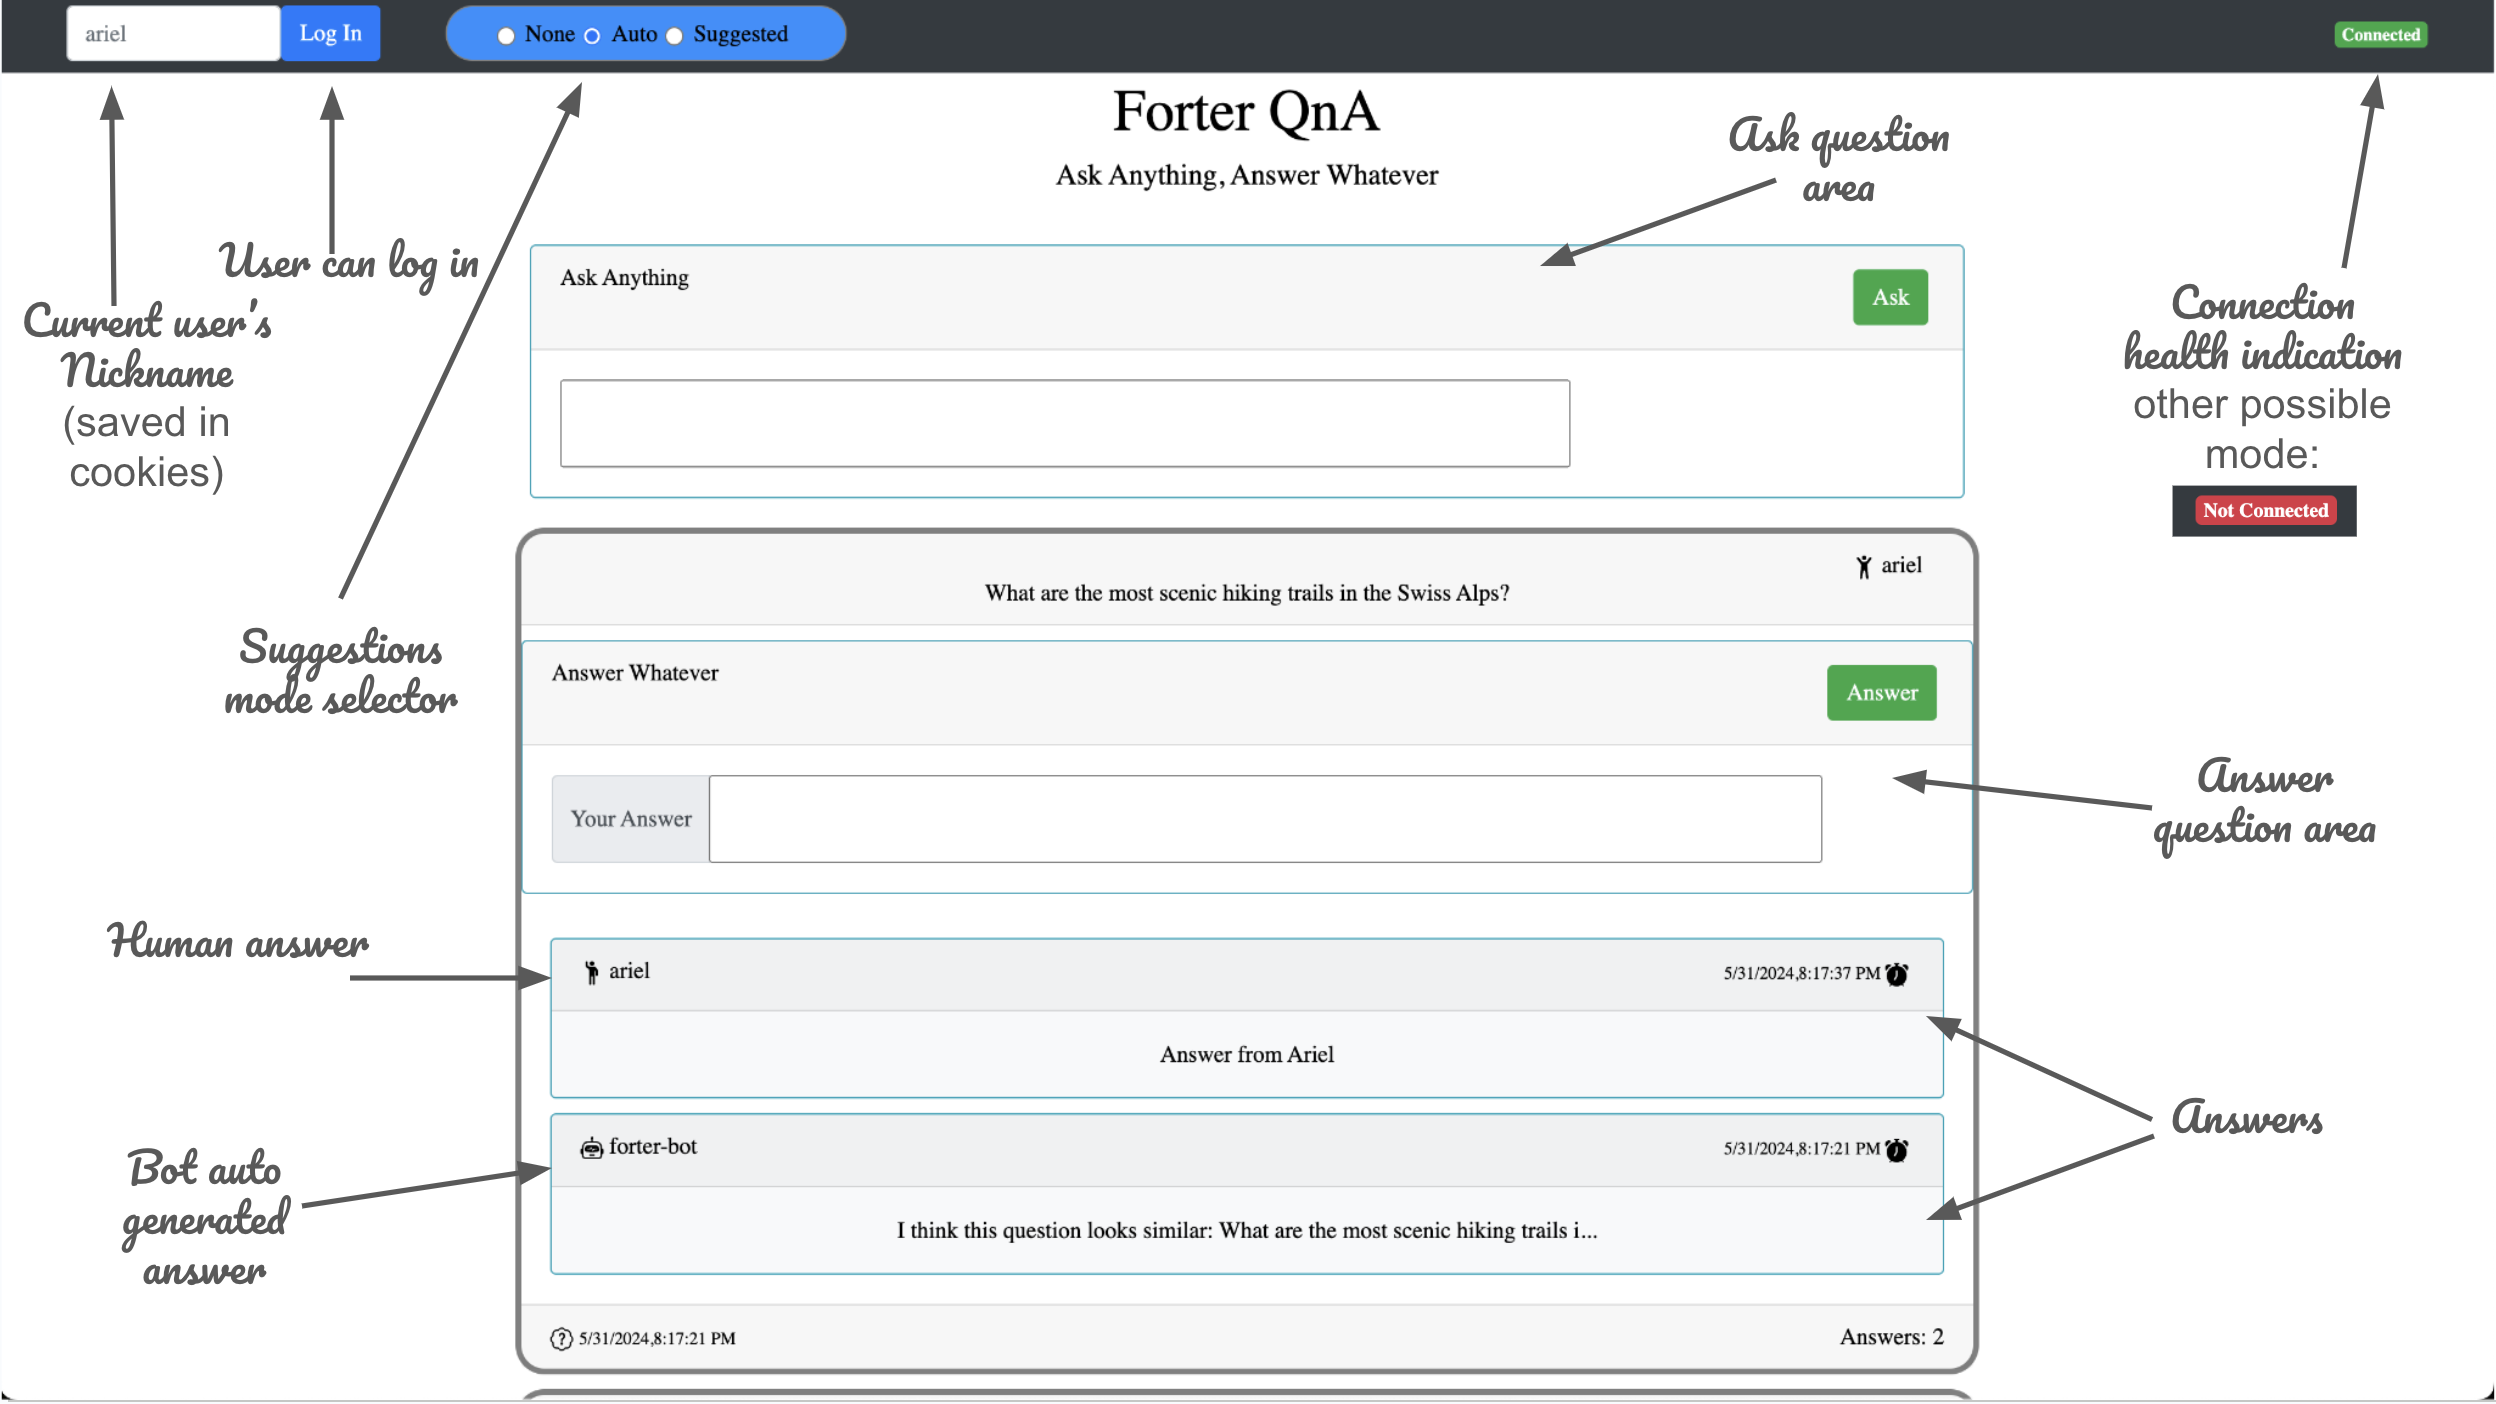 ariel
Log In
None Auto Suggested
Connected
Forter QnA
Ask Anything, Answer Whatever
Ask question
area
User can log in
Current user's
Nickname
(saved in
cookies)
Ask Anything
Ask
Connection
health indication
other possible
mode:
Not Connected
ariel
What are the most scenic hiking trails in the Swiss Alps?
Suggestions
mode selector
Answer Whatever
Answer
Your Answer
Answer
question area
Human answer
ariel
5/31/2024,8:17:37 PM
Answer from Ariel
Answers
Bot auto
generated
answer
forter-bot
5/31/2024,8:17:21 PM
I think this question looks similar: What are the most scenic hiking trails i...
5/31/2024,8:17:21 PM
Answers: 2